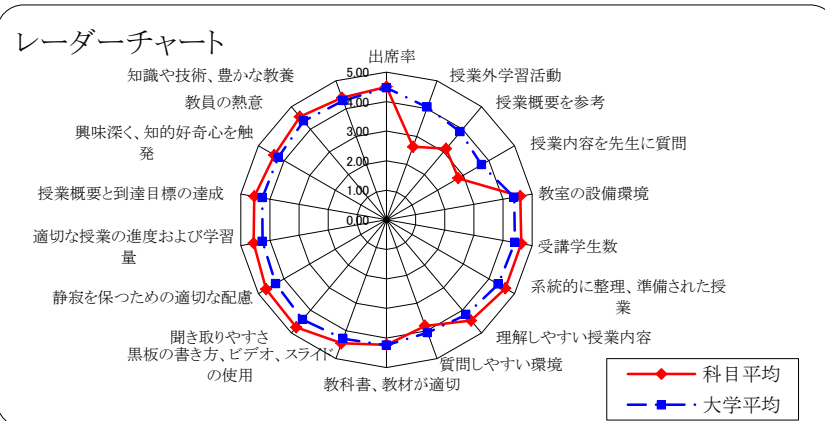 レーダーチャート
出席率
授業外学習活動
授業概要を参考
授業内容を先生に質問
教室の設備環境
受講学生数
系統的に整理、準備された授
業
理解しやすい授業内容
質問しやすい環境
教科書、教材が適切
黒板の書き方、ビデオ、スライド
の使用
聞き取りやすさ
静寂を保つための適切な配慮
適切な授業の進度および学習
量
授業概要と到達目標の達成
興味深く、知的好奇心を触
発
教員の熱意
知識や技術、豊かな教養
5.00
4.00
3.00
2.00
1.00
0.00
科目平均
大学平均